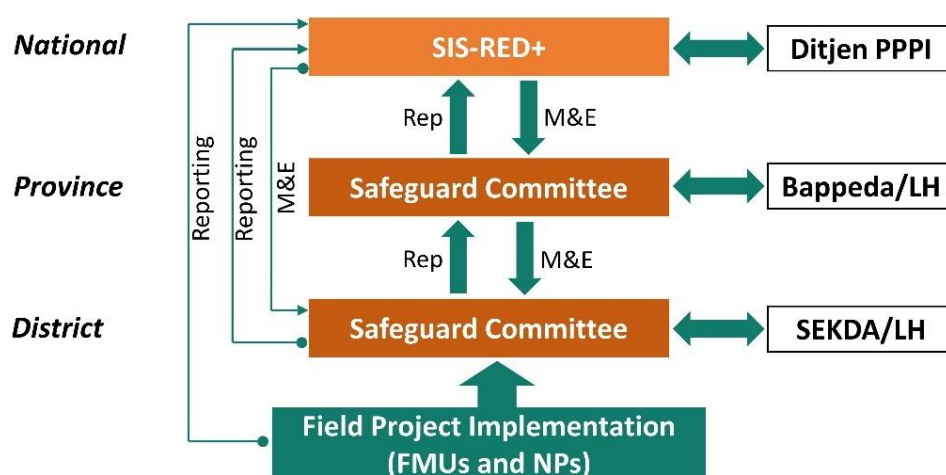 National
SIS-RED+
Ditjen PPPI
Rep
M&E
Reporting
Reporting
M&E
Province
Safeguard Committee
Bappeda/LH
Rep
M&E
District
Safeguard Committee
SEKDA/LH
Field Project Implementation
(FMUs and NPs)